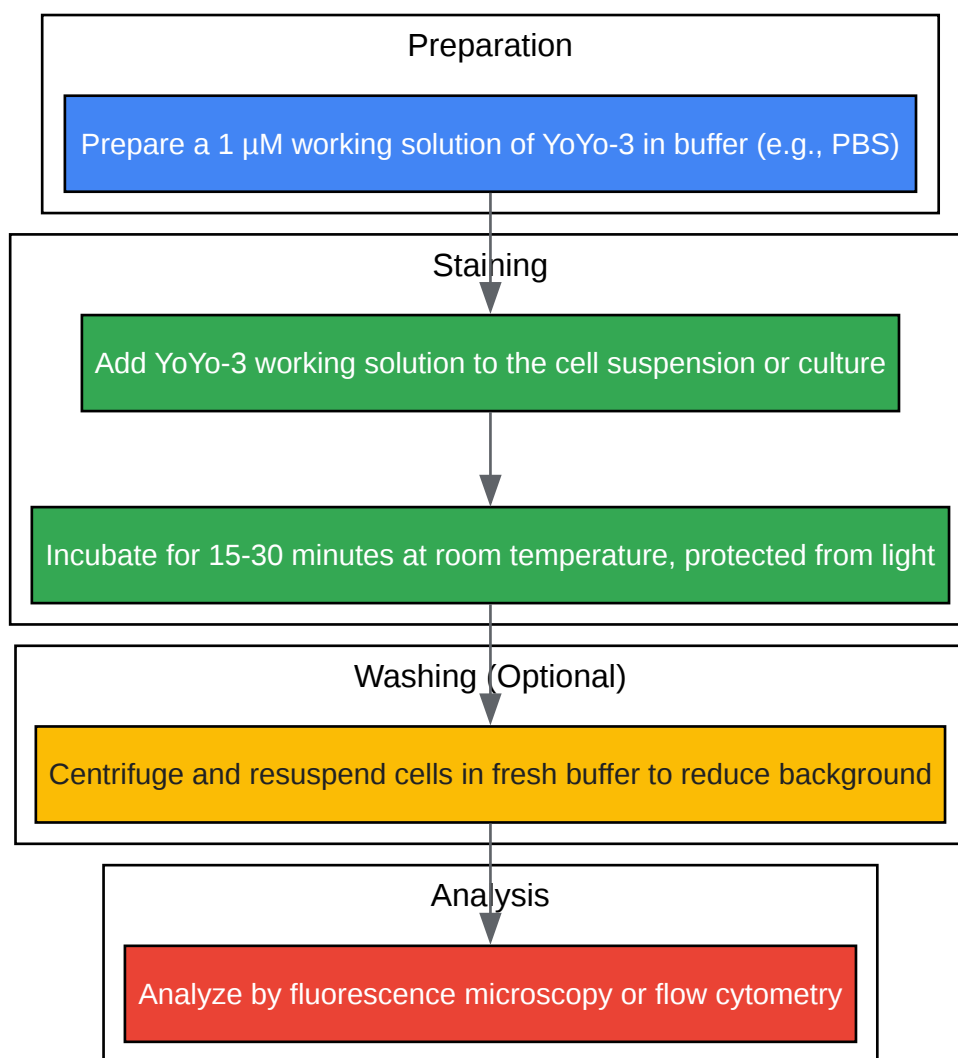 Preparation
Prepare a 1 µM working solution of YoYo-3 in buffer (e.g., PBS)
Staining
Add YoYo-3 working solution to the cell suspension or culture
Incubate for 15-30 minutes at room temperature, protected from light
Washing (Optional)
Centrifuge and resuspend cells in fresh buffer to reduce background
Analysis
Analyze by fluorescence microscopy or flow cytometry